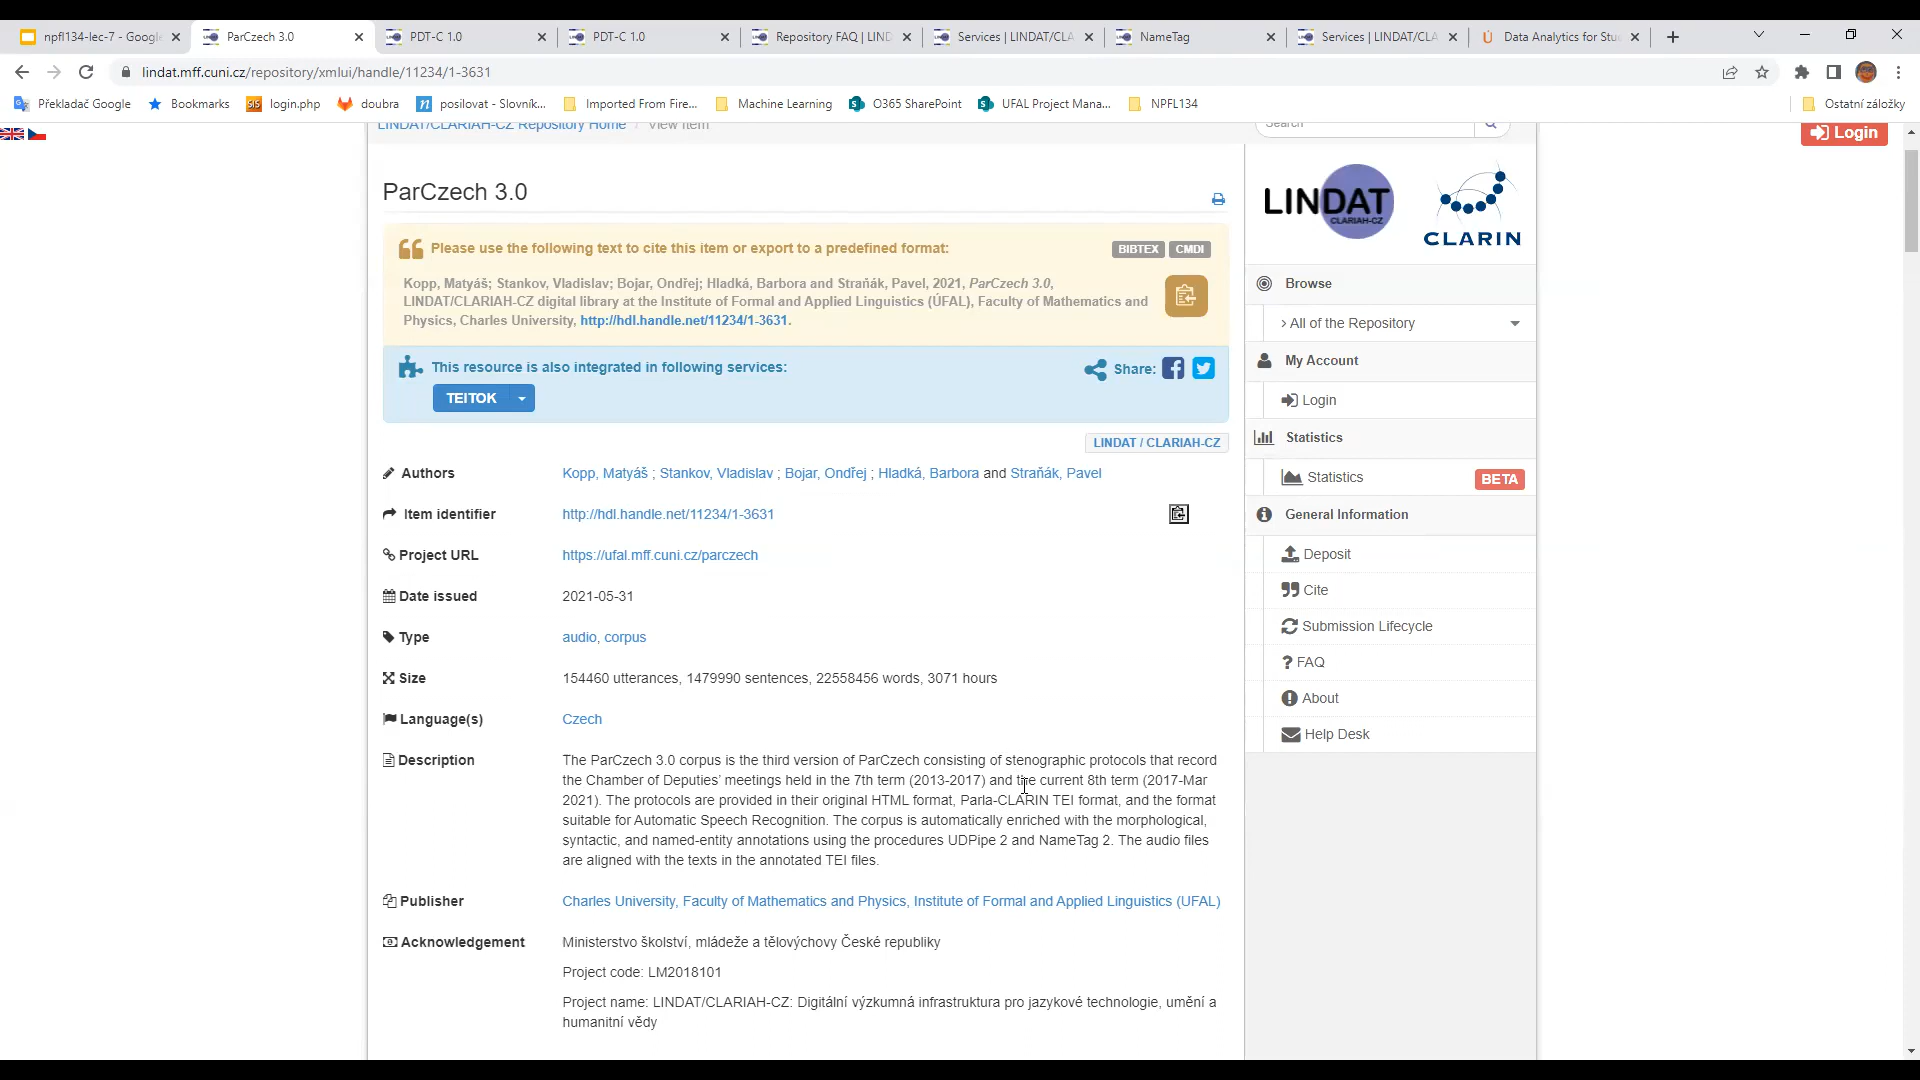 npfl134-lec-7 - Google
ParCzech 3.0
PDT-C 1.0
PDT-C 1.0
Repository FAQ | LIND
Services | LINDAT/CLA
NameTag
Services | LINDAT/CLA
Data Analytics for Stu
lindat.mff.cuni.cz/repository/xmlui/handle/11234/1-3631
Překladač Google
Bookmarks
login.php
doubra
posilovat - Slovník...
Imported From Fire...
Machine Learning
O365 SharePoint
UFAL Project Mana...
NPFL134
Ostatní záložky
LINDAT/CLARIAH-CZ Repository Home / View Item
Search
Login
ParCzech 3.0
Please use the following text to cite this item or export to a predefined format:
BIBTEX CMDI
Kopp, Matyáš; Stankov, Vladislav; Bojar, Ondřej; Hladká, Barbora and Straňák, Pavel, 2021, ParCzech 3.0,
LINDAT/CLARIAH-CZ digital library at the Institute of Formal and Applied Linguistics (ÚFAL), Faculty of Mathematics and
Physics, Charles University, http://hdl.handle.net/11234/1-3631.
This resource is also integrated in following services:
Share:
TEITOK
LINDAT / CLARIAH-CZ
Authors Kopp, Matyáš ; Stankov, Vladislav ; Bojar, Ondřej ; Hladká, Barbora and Straňák, Pavel
Item identifier http://hdl.handle.net/11234/1-3631
Project URL https://ufal.mff.cuni.cz/parczech
Date issued 2021-05-31
Type audio, corpus
Size 154460 utterances, 1479990 sentences, 22558456 words, 3071 hours
Language(s) Czech
Description The ParCzech 3.0 corpus is the third version of ParCzech consisting of stenographic protocols that record
the Chamber of Deputies' meetings held in the 7th term (2013-2017) and the current 8th term (2017-Mar
2021). The protocols are provided in their original HTML format, Parla-CLARIN TEI format, and the format
suitable for Automatic Speech Recognition. The corpus is automatically enriched with the morphological,
syntactic, and named-entity annotations using the procedures UDPipe 2 and NameTag 2. The audio files
are aligned with the texts in the annotated TEI files.
Publisher Charles University, Faculty of Mathematics and Physics, Institute of Formal and Applied Linguistics (UFAL)
Acknowledgement Ministerstvo školství, mládeže a tělovýchovy České republiky
Project code: LM2018101
Project name: LINDAT/CLARIAH-CZ: Digitální výzkumná infrastruktura pro jazykové technologie, umění a
humanitní vědy
LINDAT
CLARIAH-CZ
CLARIN
Browse
All of the Repository
My Account
Login
Statistics
Statistics BETA
General Information
Deposit
Cite
Submission Lifecycle
FAQ
About
Help Desk